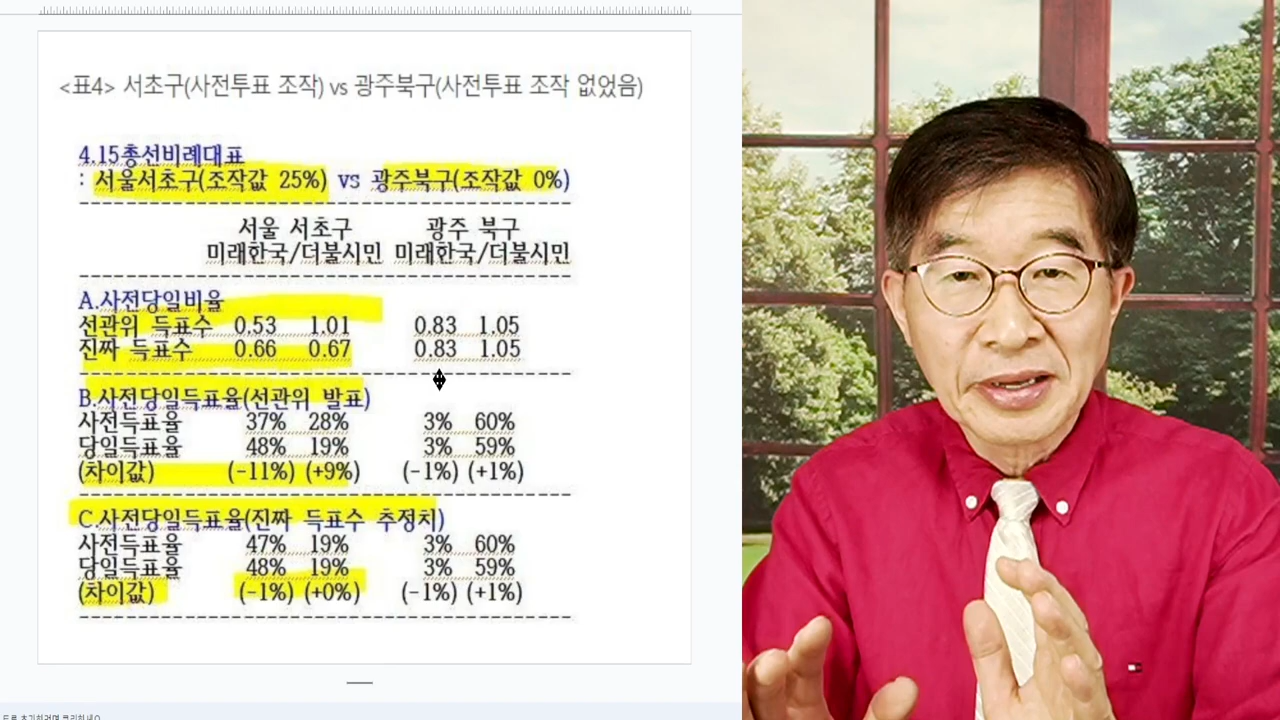 <표4> 서초구(사전투표 조작) vs 광주북구(사전투표 조작 없었음)
4.15총선비례대표
: 서울서초구(조작값 25%) vs 광주북구(조작값 0%)
서울 서초구 광주 북구
미래한국/더불시민 미래한국/더불시민
A.사전당일비율
선관위 득표수 0.53 1.01 0.83 1.05
진짜 득표수 0.66 0.67 0.83 1.05
B.사전당일득표율(선관위 발표)
사전득표율 37% 28% 3% 60%
당일득표율 48% 19% 3% 59%
(차이값) (-11%) (+9%) (-1%) (+1%)
C.사전당일득표율(진짜 득표수 추정치)
사전득표율 47% 19% 3% 60%
당일득표율 48% 19% 3% 59%
(차이값) (-1%) (+0%) (-1%) (+1%)